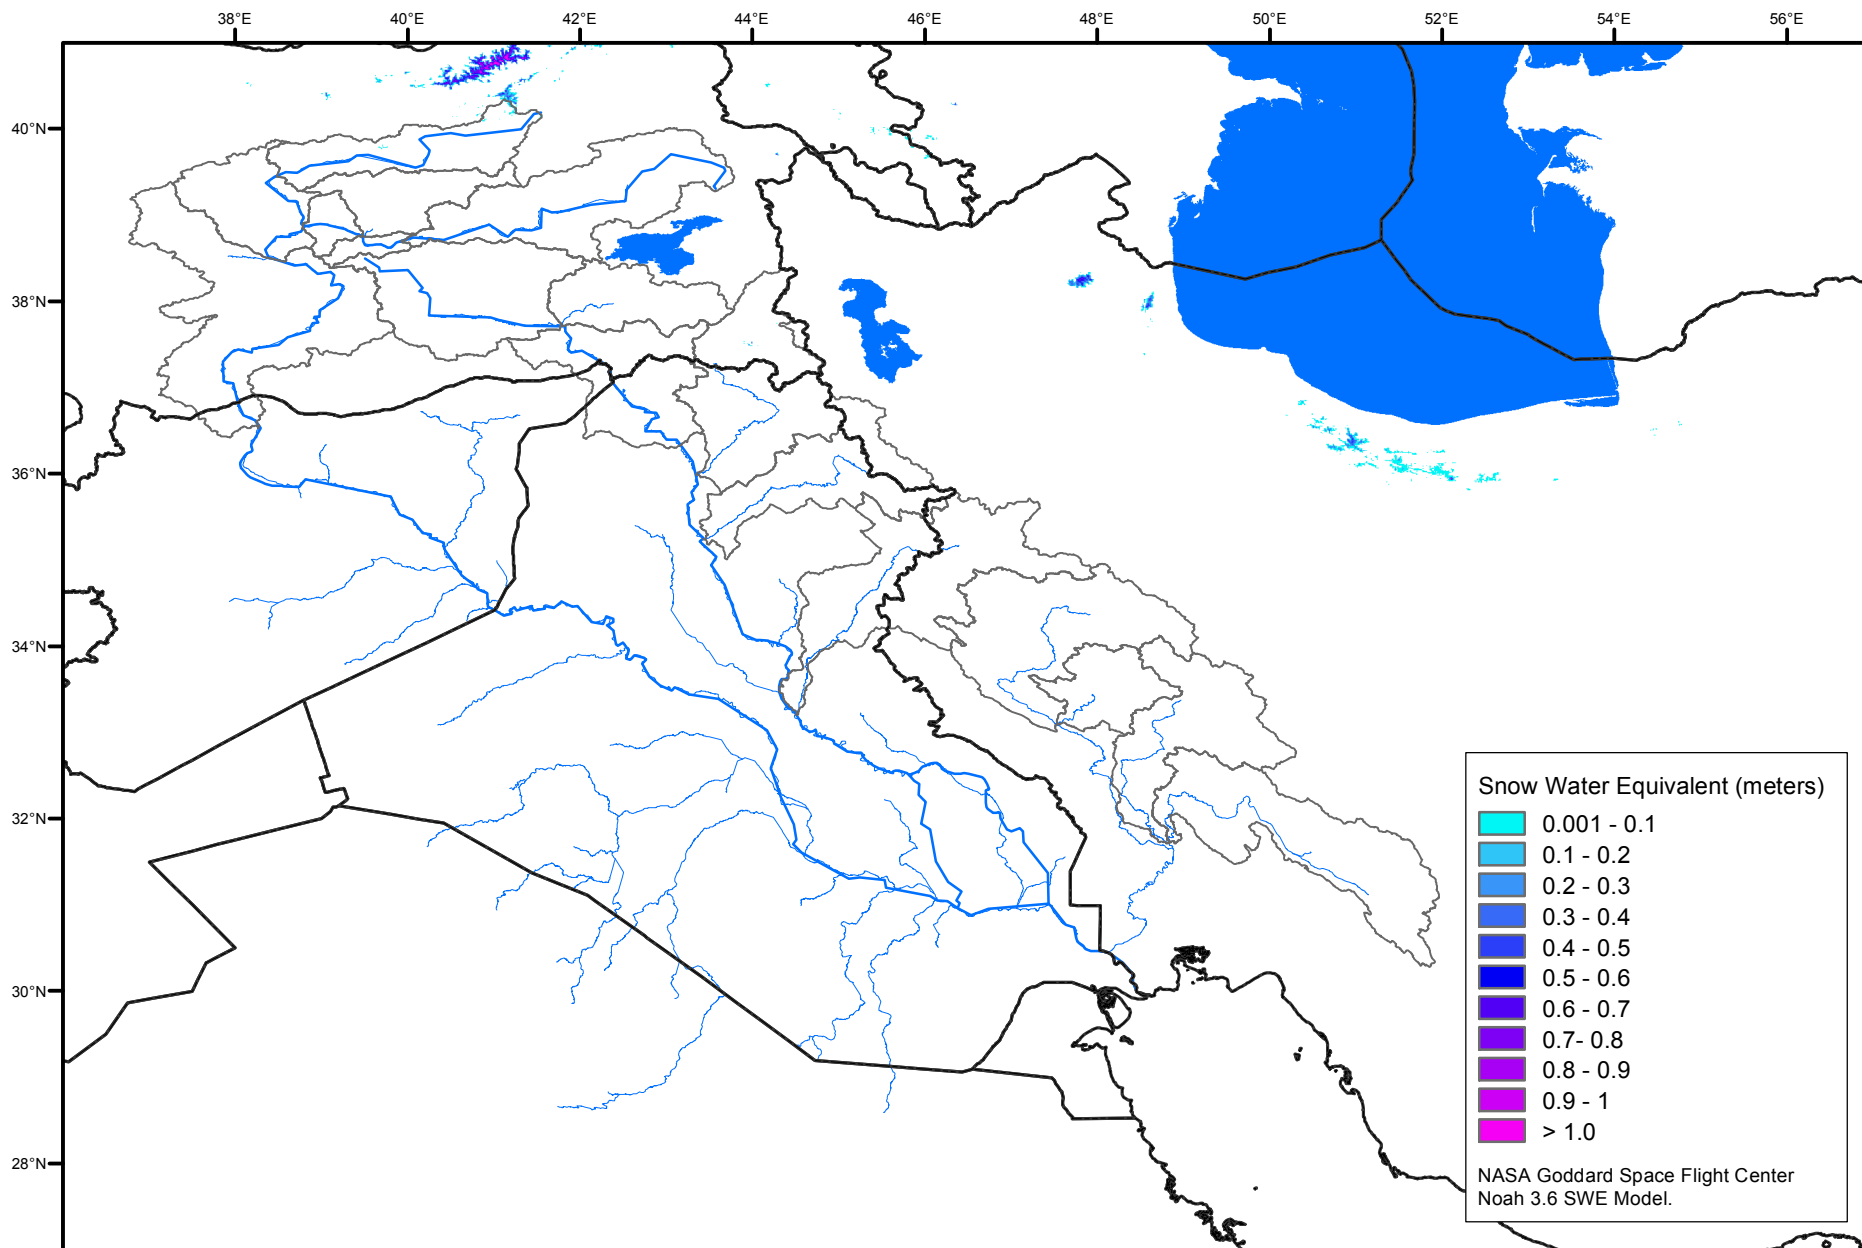 38°E 40°E 42°E 44°E 46°E 48°E 50°E 52°E 54°E 56°E
40°N
38°N
36°N
34°N
32°N
30°N
28°N
Snow Water Equivalent (meters)
0.001 - 0.1
0.1 - 0.2
0.2 - 0.3
0.3 - 0.4
0.4 - 0.5
0.5 - 0.6
0.6 - 0.7
0.7- 0.8
0.8 - 0.9
0.9 - 1
> 1.0
NASA Goddard Space Flight Center
Noah 3.6 SWE Model.